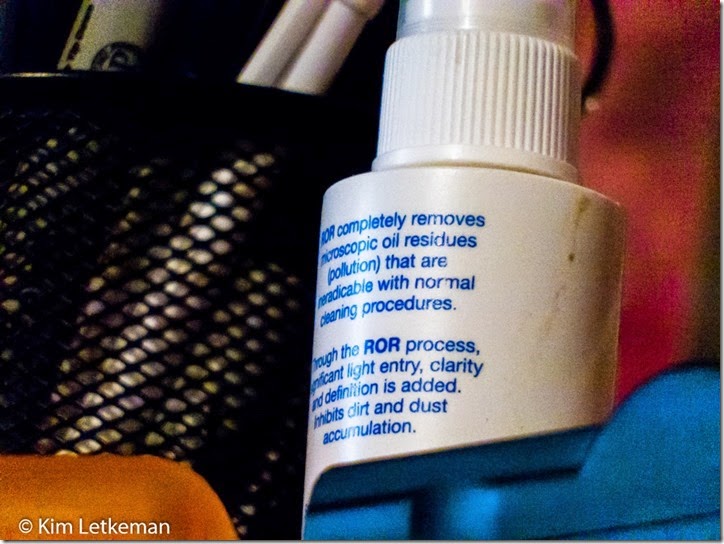 ROR completely removes
microscopic oil residues
(pollution) that are
ineradicable with normal
cleaning procedures.
Through the ROR process,
significant light entry, clarity
and definition is added.
Inhibits dirt and dust
accumulation.
© Kim Letkeman